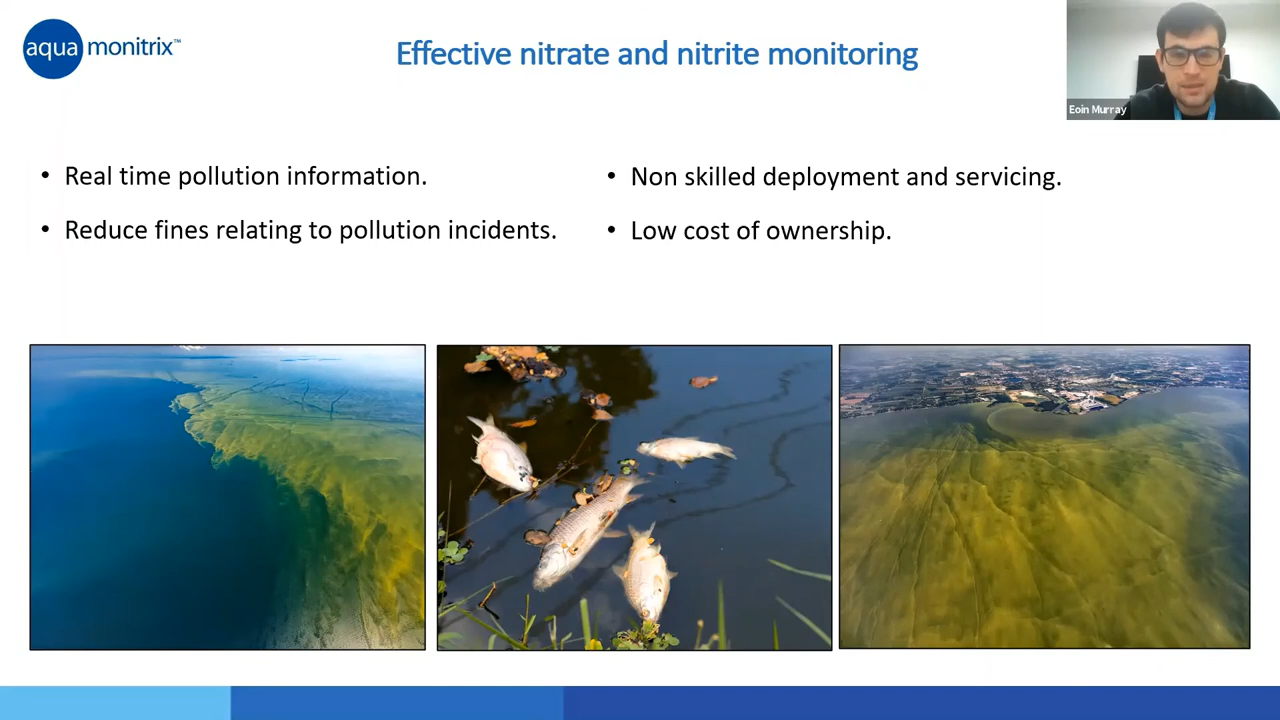 aqua monitrix™
Effective nitrate and nitrite monitoring
Eoin Murray
• Real time pollution information.
• Reduce fines relating to pollution incidents.
• Non skilled deployment and servicing.
• Low cost of ownership.